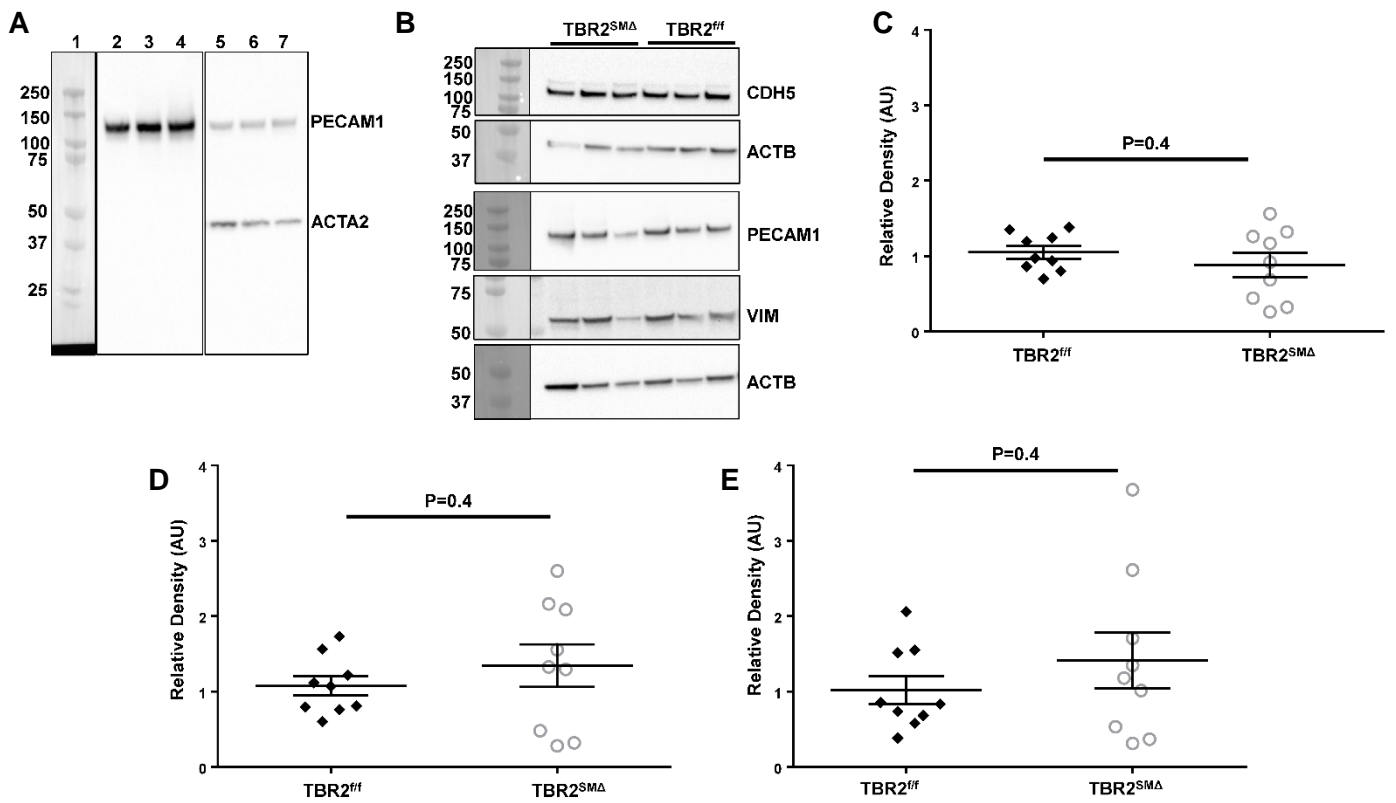 A
1 2 3 4 5 6 7
250
150
100
75
50
37
25
PECAM1
ACTA2
B
TBR2SMΔ TBR2f/f
250
150
100
75
CDH5
50
37
ACTB
250
150
100
75
PECAM1
75
50
VIM
50
37
ACTB
C
Relative Density (AU)
4
3
2
1
0
P=0.4
TBR2f/f TBR2SMΔ
D
Relative Density (AU)
4
3
2
1
0
P=0.4
TBR2f/f TBR2SMΔ
E
Relative Density (AU)
4
3
2
1
0
P=0.4
TBR2f/f TBR2SMΔ